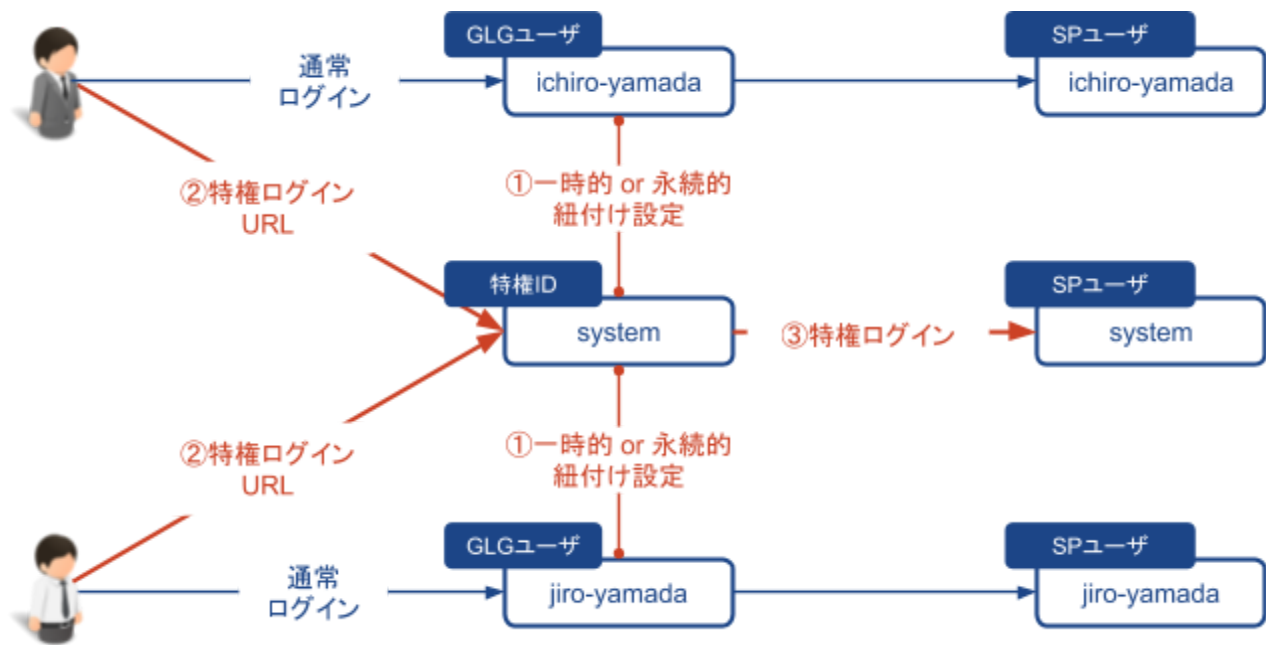 GLGユーザ
SPユーザ
通常
ログイン
ichiro-yamada
ichiro-yamada
②特権ログイン
URL
①一時的 or 永続的
紐付け設定
特権ID
SPユーザ
system
③特権ログイン
system
②特権ログイン
URL
①一時的 or 永続的
紐付け設定
GLGユーザ
SPユーザ
通常
ログイン
jiro-yamada
jiro-yamada